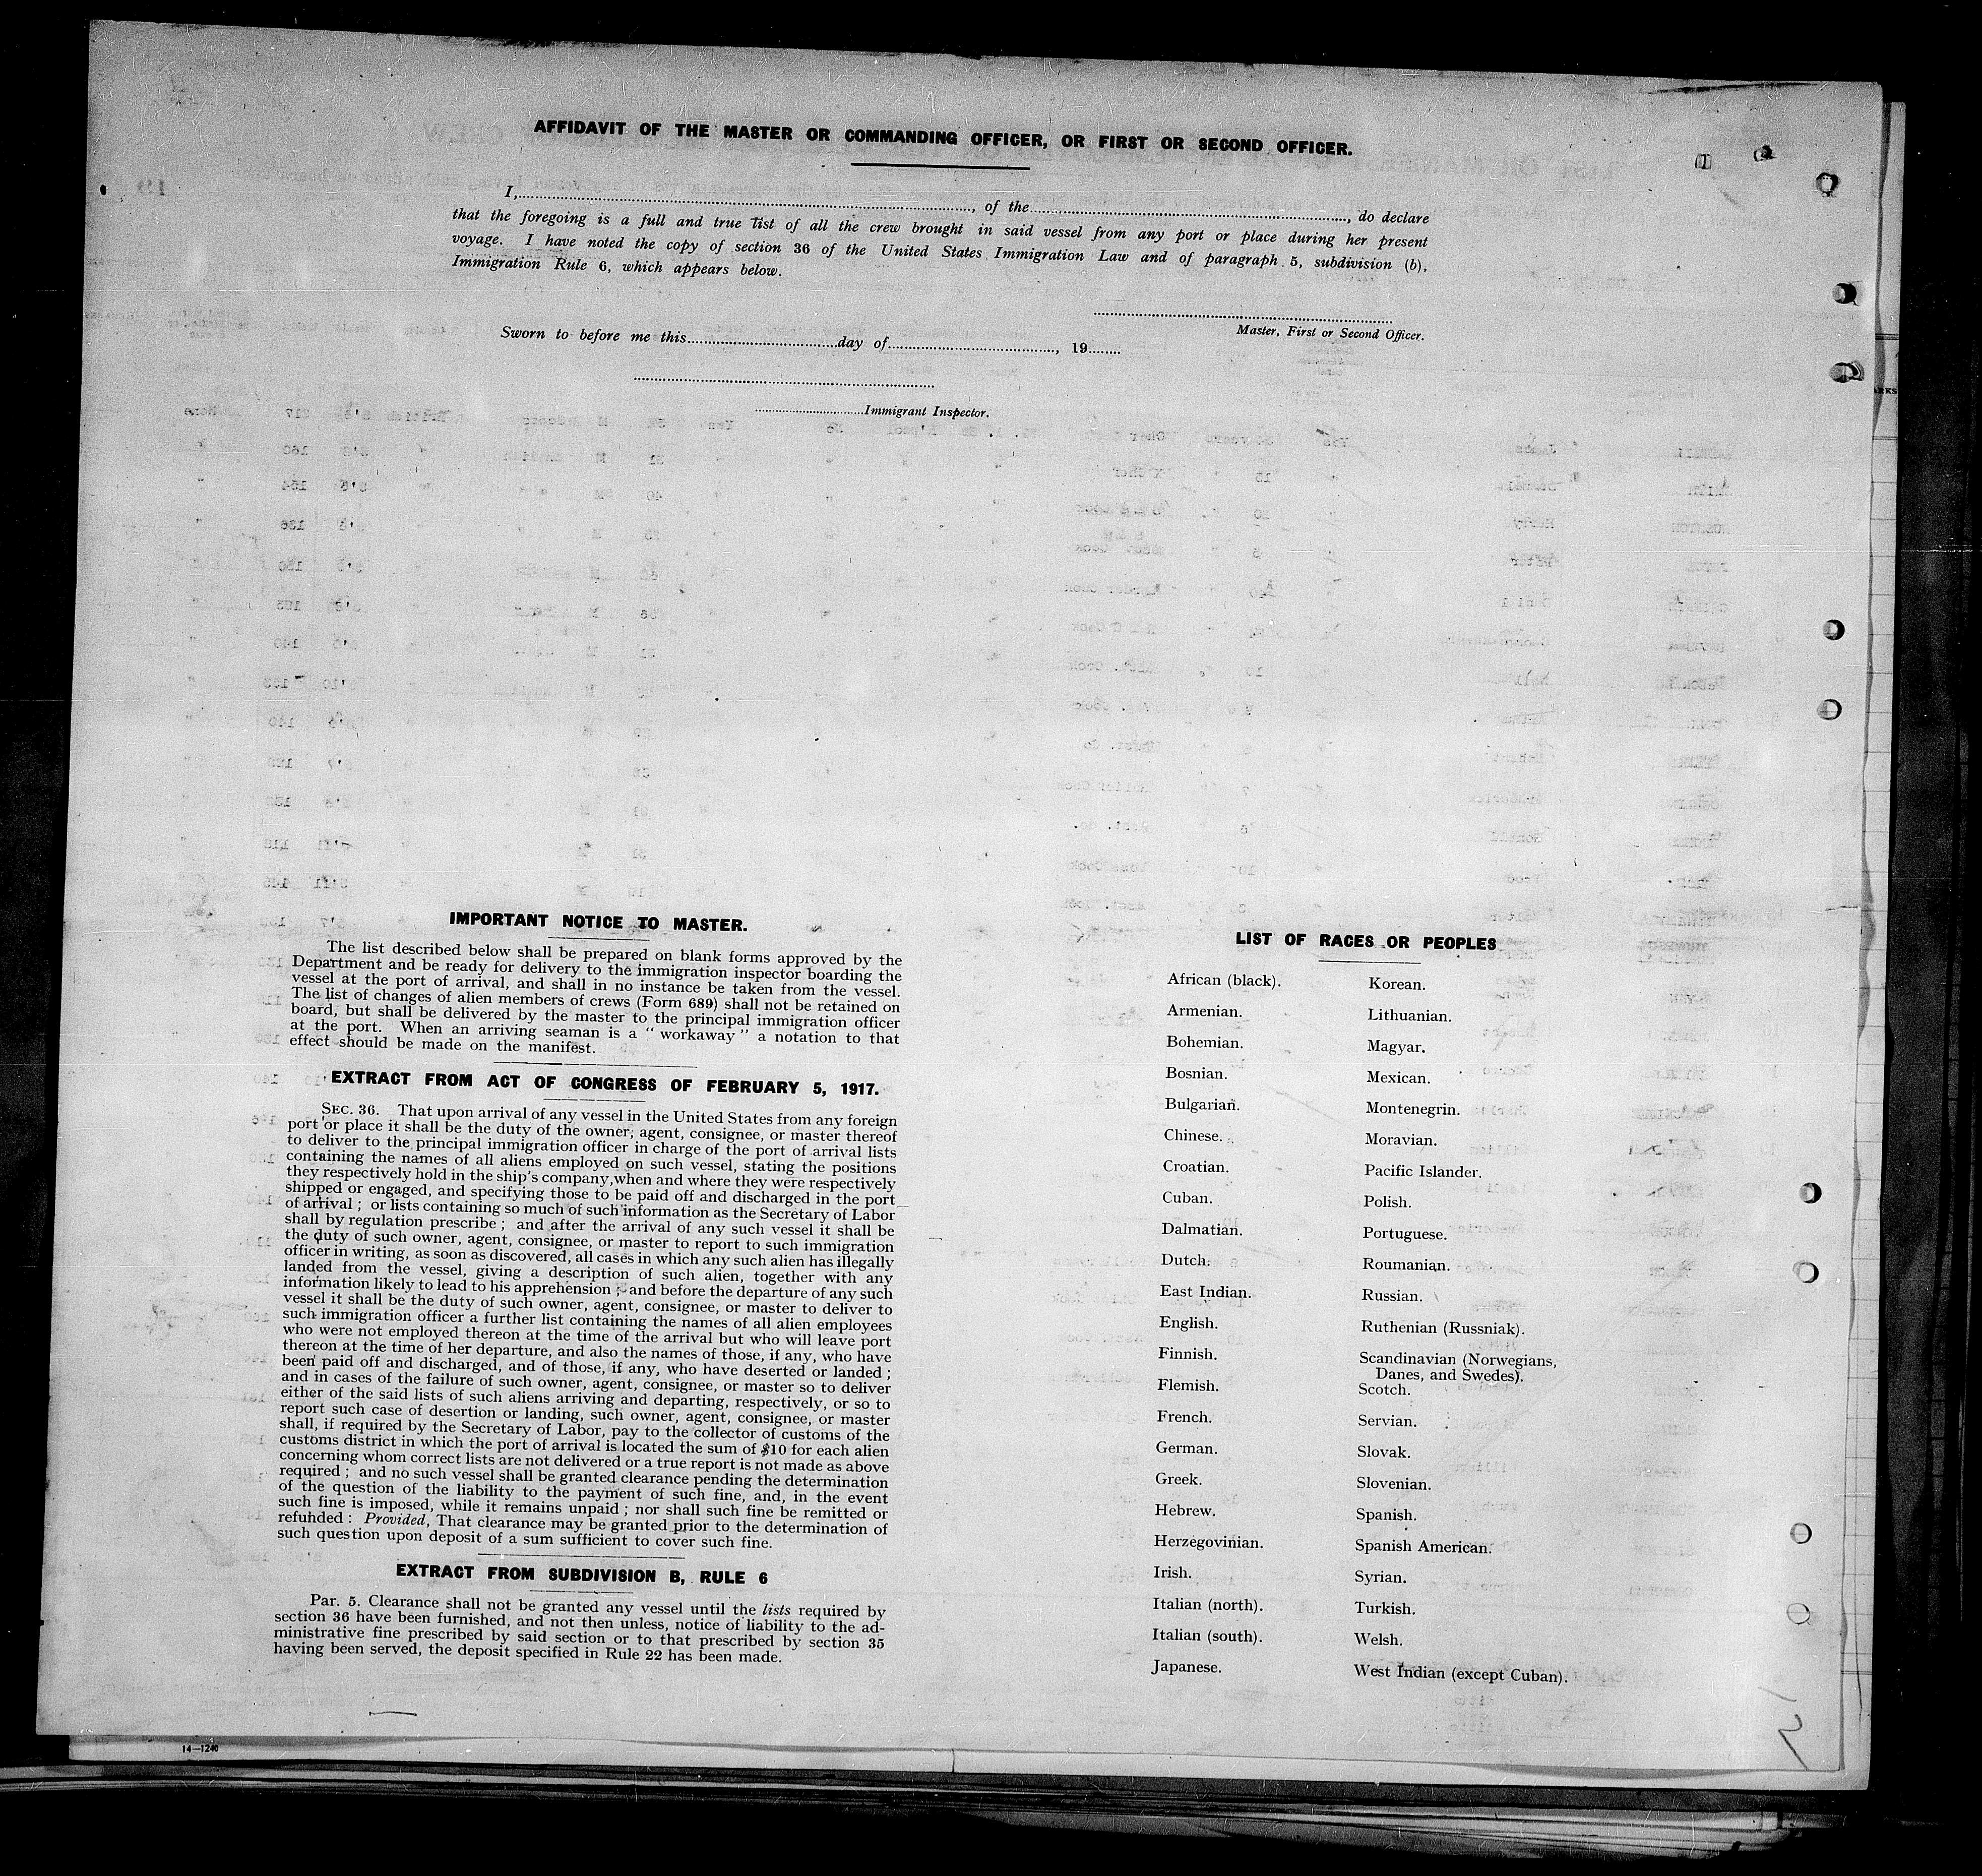 AFFIDAVIT OF THE MASTER OR COMMANDING OFFICER, OR FIRST OR SECOND OFFICER.
I,........................................, of the........................................, do declare
that the foregoing is a full and true list of all the crew brought in said vessel from any port or place during her present
voyage. I have noted the copy of section 36 of the United States Immigration Law and of paragraph 5, subdivision (b),
Immigration Rule 6, which appears below.
Master, First or Second Officer.
Sworn to before me this....................day of...................., 19........
....................Immigrant Inspector.
IMPORTANT NOTICE TO MASTER.
The list described below shall be prepared on blank forms approved by the
Department and be ready for delivery to the immigration inspector boarding the
vessel at the port of arrival, and shall in no instance be taken from the vessel.
The list of changes of alien members of crews (Form 689) shall not be retained on
board, but shall be delivered by the master to the principal immigration officer
at the port. When an arriving seaman is a " workaway " a notation to that
effect should be made on the manifest.
EXTRACT FROM ACT OF CONGRESS OF FEBRUARY 5, 1917.
SEC. 36. That upon arrival of any vessel in the United States from any foreign
port or place it shall be the duty of the owner, agent, consignee, or master thereof
to deliver to the principal immigration officer in charge of the port of arrival lists
containing the names of all aliens employed on such vessel, stating the positions
they respectively hold in the ship's company, when and where they were respectively
shipped or engaged, and specifying those to be paid off and discharged in the port
of arrival ; or lists containing so much of such information as the Secretary of Labor
shall by regulation prescribe ; and after the arrival of any such vessel it shall be
the duty of such owner, agent, consignee, or master to report to such immigration
officer in writing, as soon as discovered, all cases in which any such alien has illegally
landed from the vessel, giving a description of such alien, together with any
information likely to lead to his apprehension ; and before the departure of any such
vessel it shall be the duty of such owner, agent, consignee, or master to deliver to
such immigration officer a further list containing the names of all alien employees
who were not employed thereon at the time of the arrival but who will leave port
thereon at the time of her departure, and also the names of those, if any, who have
been paid off and discharged, and of those, if any, who have deserted or landed ;
and in cases of the failure of such owner, agent, consignee, or master so to deliver
either of the said lists of such aliens arriving and departing, respectively, or so to
report such case of desertion or landing, such owner, agent, consignee, or master
shall, if required by the Secretary of Labor, pay to the collector of customs of the
customs district in which the port of arrival is located the sum of $10 for each alien
concerning whom correct lists are not delivered or a true report is not made as above
required ; and no such vessel shall be granted clearance pending the determination
of the question of the liability to the payment of such fine, and, in the event
such fine is imposed, while it remains unpaid ; nor shall such fine be remitted or
refunded : Provided, That clearance may be granted prior to the determination of
such question upon deposit of a sum sufficient to cover such fine.
EXTRACT FROM SUBDIVISION B, RULE 6
Par. 5. Clearance shall not be granted any vessel until the lists required by
section 36 have been furnished, and not then unless, notice of liability to the ad-
ministrative fine prescribed by said section or to that prescribed by section 35
having been served, the deposit specified in Rule 22 has been made.
14—1240
LIST OF RACES OR PEOPLES
African (black).
Armenian.
Bohemian.
Bosnian.
Bulgarian.
Chinese.
Croatian.
Cuban.
Dalmatian.
Dutch.
East Indian.
English.
Finnish.
Flemish.
French.
German.
Greek.
Hebrew.
Herzegovinian.
Irish.
Italian (north).
Italian (south).
Japanese.
Korean.
Lithuanian.
Magyar.
Mexican.
Montenegrin.
Moravian.
Pacific Islander.
Polish.
Portuguese.
Roumanian.
Russian.
Ruthenian (Russniak).
Scandinavian (Norwegians,
Danes, and Swedes).
Scotch.
Servian.
Slovak.
Slovenian.
Spanish.
Spanish American.
Syrian.
Turkish.
Welsh.
West Indian (except Cuban).